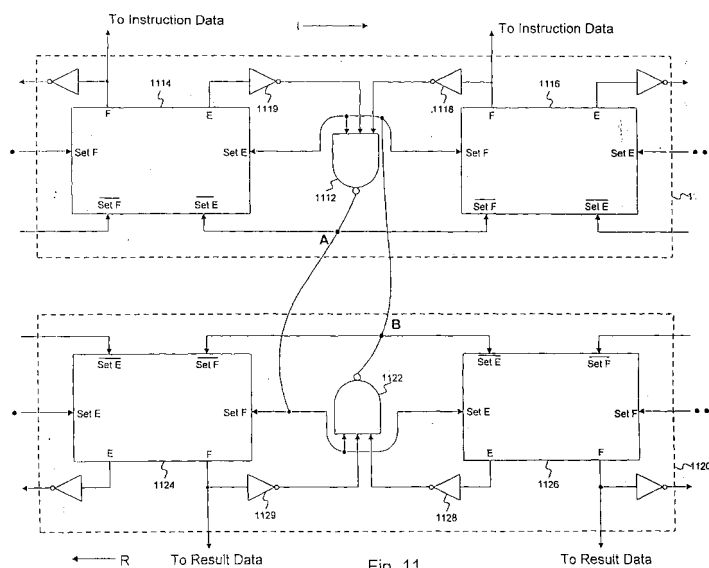 To Instruction Data
I
To Instruction Data
1114
1119
1118
1116
F
E
F
E
Set F
Set E
Set F
Set E
1112
Set F
Set E
Set F
Set E
A
B
Set E
Set F
Set E
Set F
1122
Set E
Set F
Set E
Set F
E
F
E
F
1120
1124
1129
1128
1126
R
To Result Data
To Result Data
Fig. 11